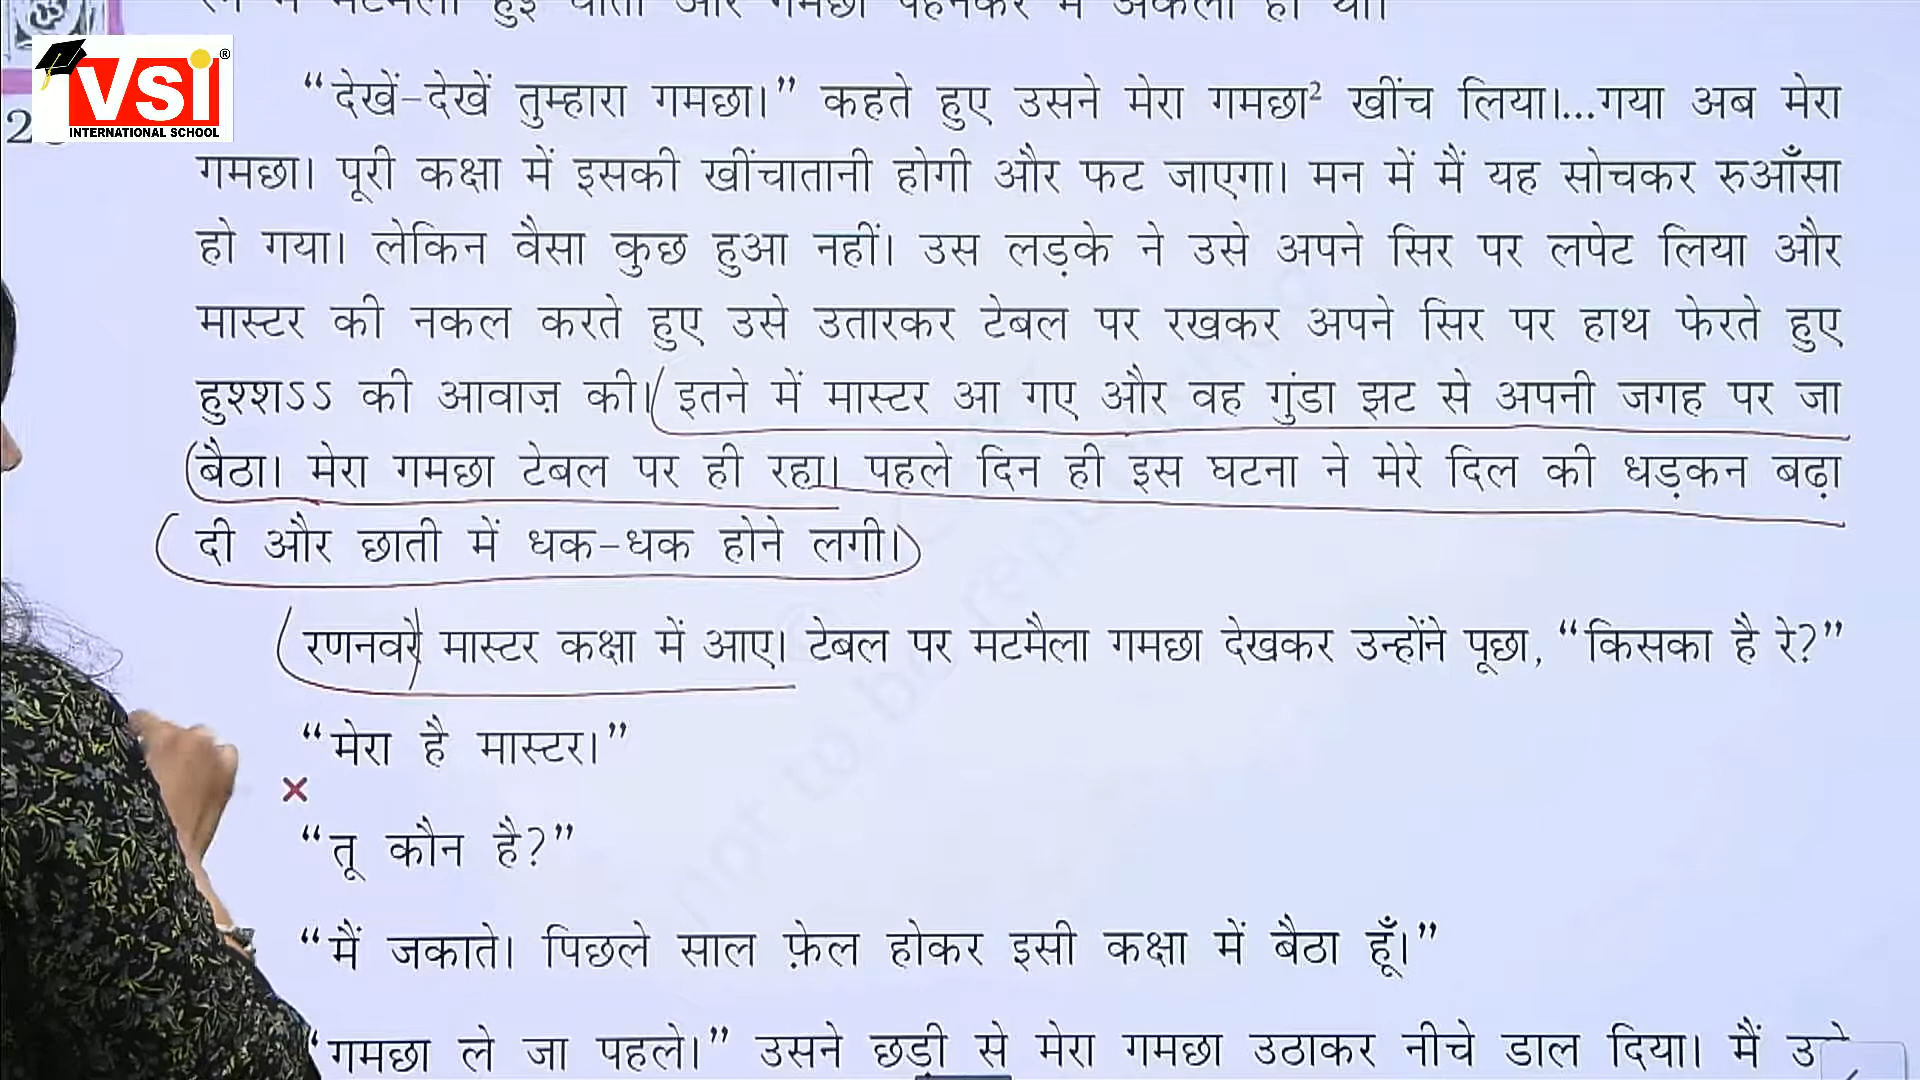 VSI®
INTERNATIONAL SCHOOL
2
“देखें-देखें तुम्हारा गमछा।” कहते हुए उसने मेरा गमछा² खींच लिया।...गया अब मेरा
गमछा। पूरी कक्षा में इसकी खींचातानी होगी और फट जाएगा। मन में मैं यह सोचकर रुआँसा
हो गया। लेकिन वैसा कुछ हुआ नहीं। उस लड़के ने उसे अपने सिर पर लपेट लिया और
मास्टर की नकल करते हुए उसे उतारकर टेबल पर रखकर अपने सिर पर हाथ फेरते हुए
हुश्शऽऽ की आवाज़ की। इतने में मास्टर आ गए और वह गुंडा झट से अपनी जगह पर जा
बैठा। मेरा गमछा टेबल पर ही रहा। पहले दिन ही इस घटना ने मेरे दिल की धड़कन बढ़ा
दी और छाती में धक-धक होने लगी।
रणनवरे मास्टर कक्षा में आए। टेबल पर मटमैला गमछा देखकर उन्होंने पूछा, “किसका है रे?”
“मेरा है मास्टर।”
“तू कौन है?”
“मैं जकाते। पिछले साल फ़ेल होकर इसी कक्षा में बैठा हूँ।”
“गमछा ले जा पहले।” उसने छड़ी से मेरा गमछा उठाकर नीचे डाल दिया। मैं